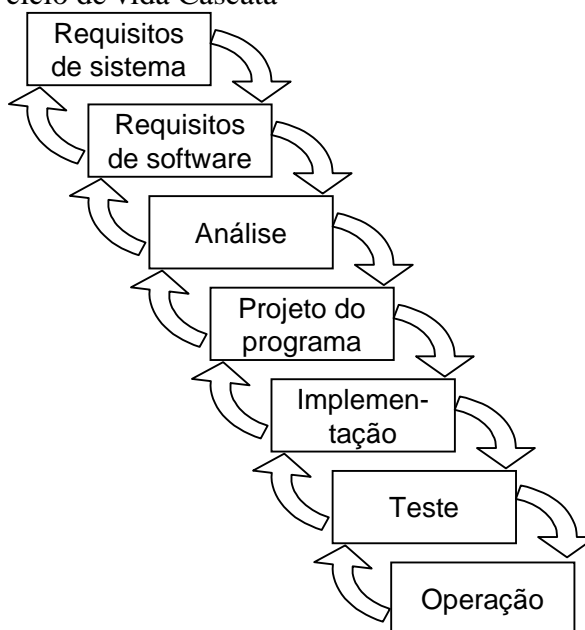 ciclo de vida Cascata
Requisitos
de sistema
Requisitos
de software
Análise
Projeto do
programa
Implemen-
tação
Teste
Operação